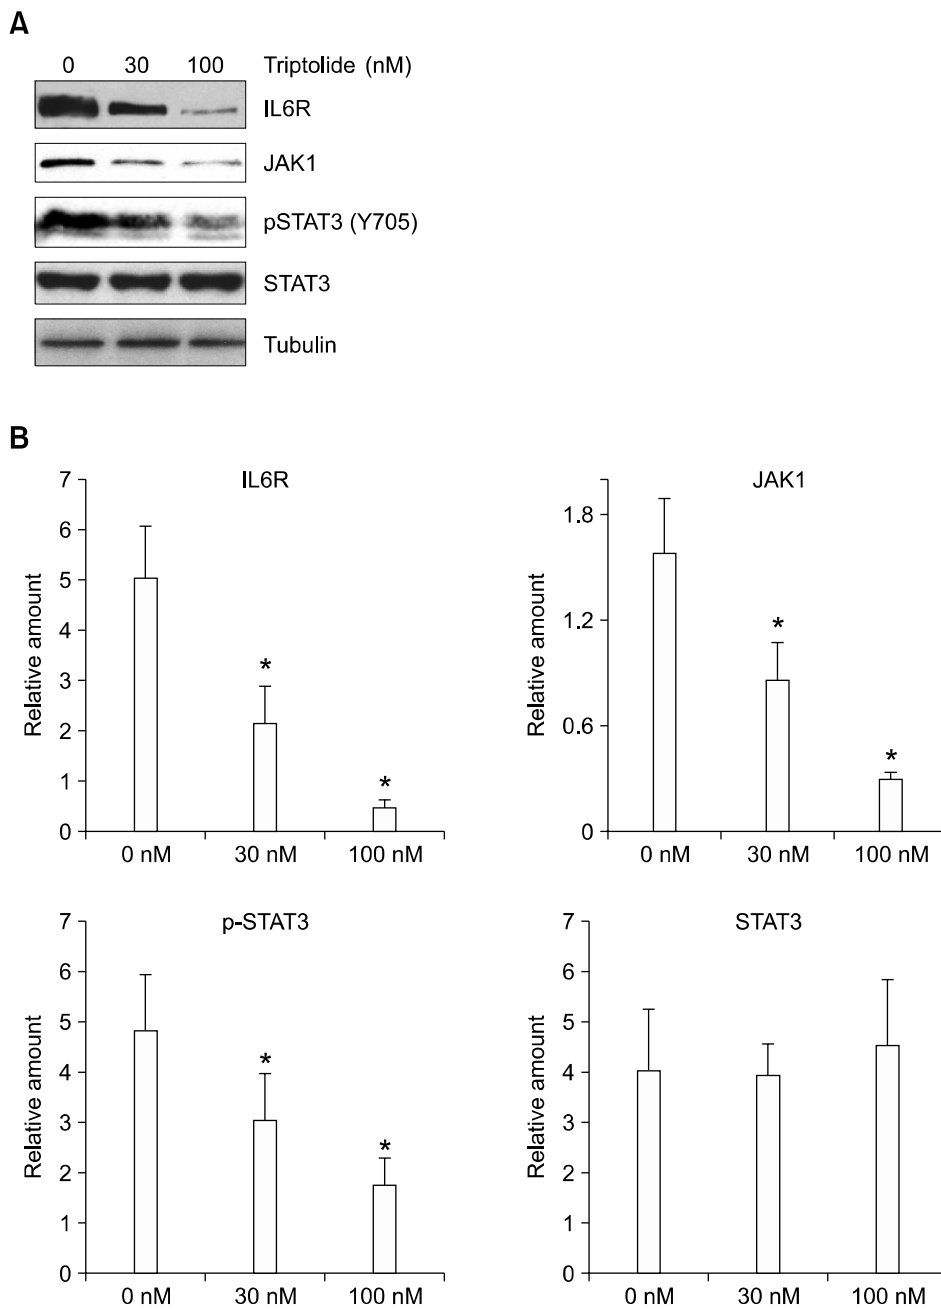 A
0 30 100 Triptolide (nM)
IL6R
JAK1
pSTAT3 (Y705)
STAT3
Tubulin
B
IL6R
Relative amount
7
6
5
4
3
2
1
0
*
*
0 nM 30 nM 100 nM
JAK1
Relative amount
1.8
1.2
0.6
0
*
*
0 nM 30 nM 100 nM
p-STAT3
Relative amount
7
6
5
4
3
2
1
0
*
*
0 nM 30 nM 100 nM
STAT3
Relative amount
7
6
5
4
3
2
1
0
0 nM 30 nM 100 nM